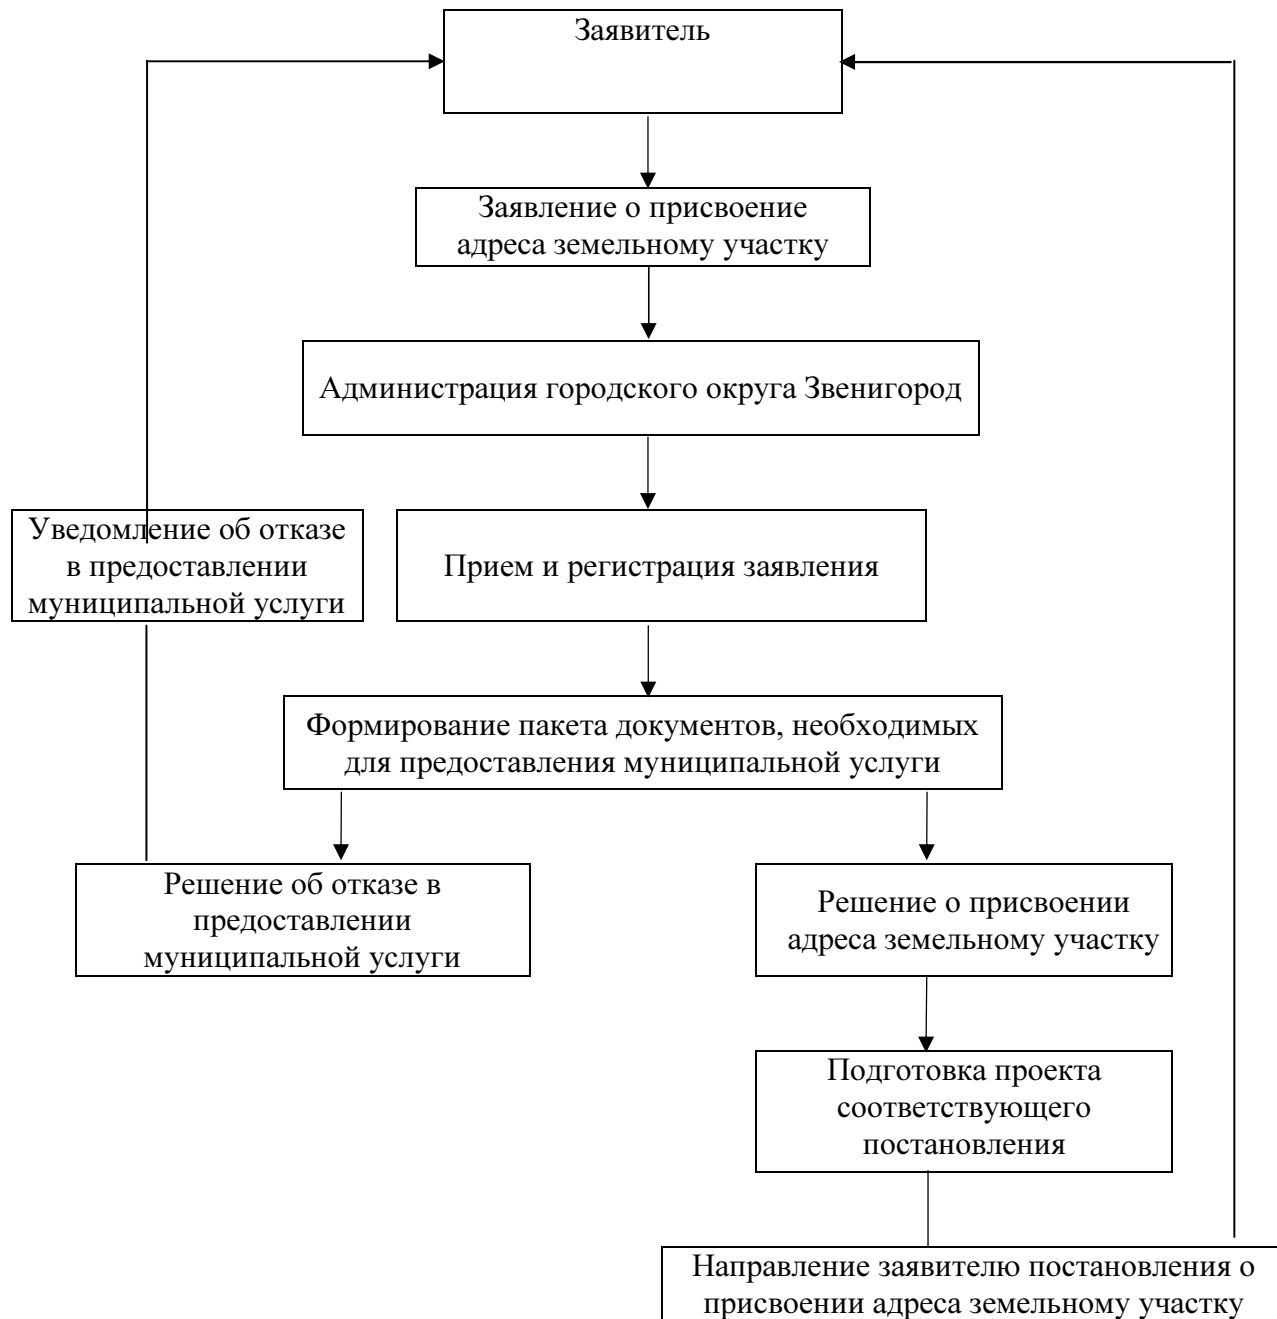 Заявитель
Заявление о присвоение
адреса земельному участку
Администрация городского округа Звенигород
Уведомление об отказе
в предоставлении
муниципальной услуги
Прием и регистрация заявления
Формирование пакета документов, необходимых
для предоставления муниципальной услуги
Решение об отказе в
предоставлении
муниципальной услуги
Решение о присвоении
адреса земельному участку
Подготовка проекта
соответствующего
постановления
Направление заявителю постановления о
присвоении адреса земельному участку